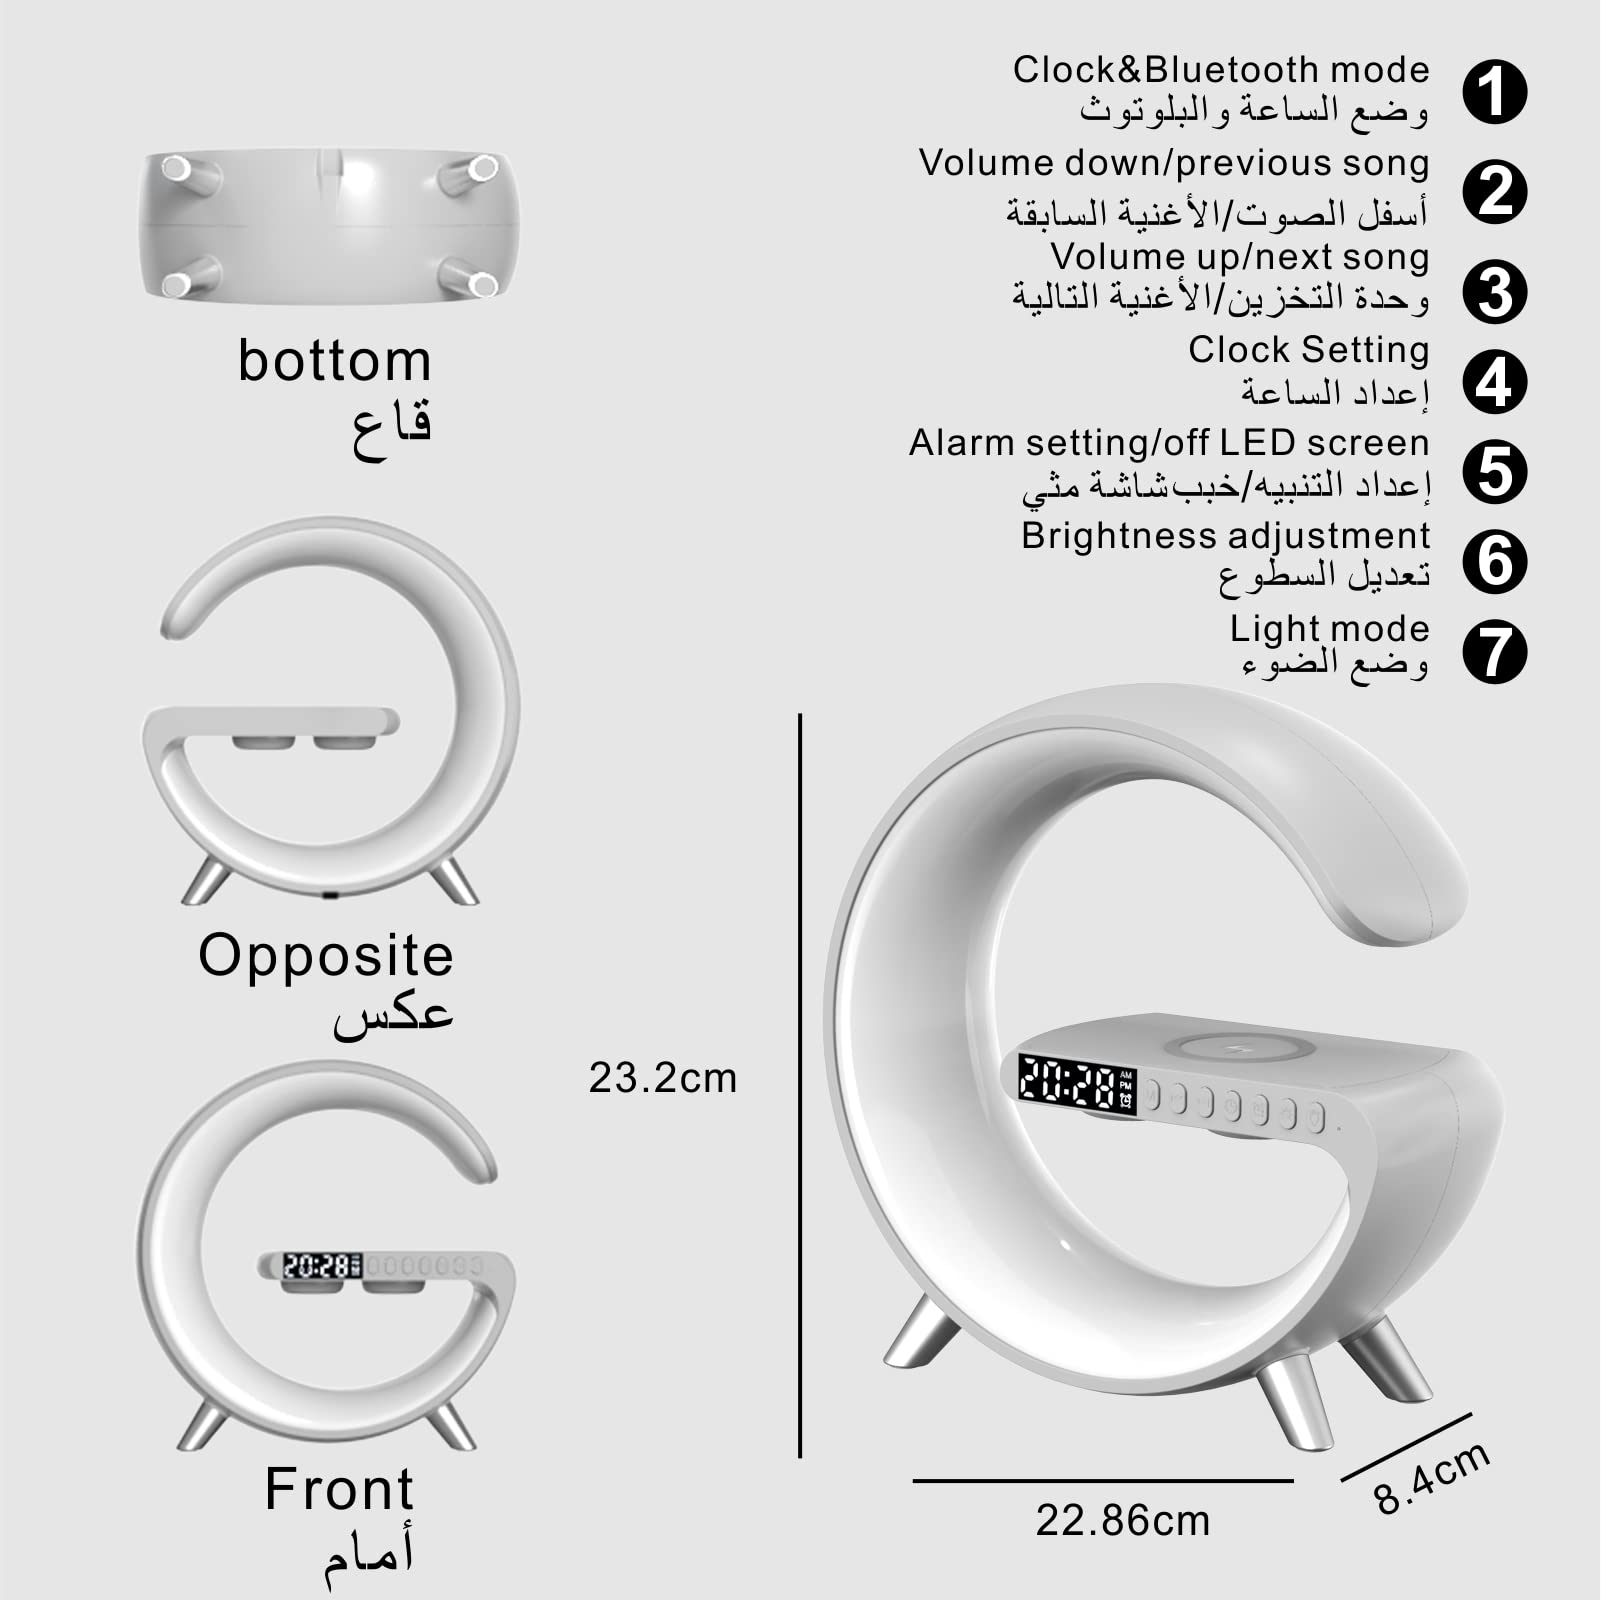 Clock&Bluetooth mode
وضع الساعة والبلوتوث
1
Volume down/previous song
أسفل الصوت/الأغنية السابقة
2
Volume up/next song
وحدة التخزين/الأغنية التالية
3
Clock Setting
إعداد الساعة
4
Alarm setting/off LED screen
إعداد التنبيه/خبب شاشة مثي
5
Brightness adjustment
تعديل السطوع
6
Light mode
وضع الضوء
7
bottom
قاع
Opposite
عكس
20:28
Front
أمام
23.2cm
20:28
AM
PM
22.86cm
8.4cm